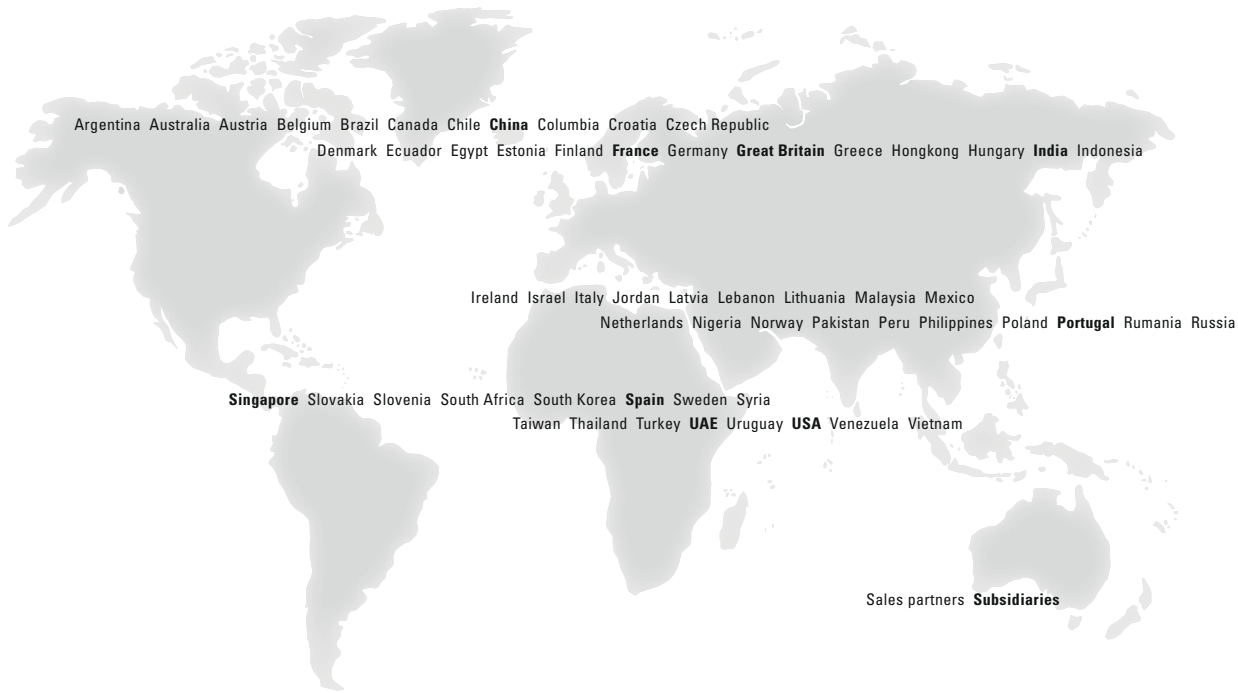 Argentina Australia Austria Belgium Brazil Canada Chile China Columbia Croatia Czech Republic
Denmark Ecuador Egypt Estonia Finland France Germany Great Britain Greece Hongkong Hungary India Indonesia
Ireland Israel Italy Jordan Latvia Lebanon Lithuania Malaysia Mexico
Netherlands Nigeria Norway Pakistan Peru Philippines Poland Portugal Rumania Russia
Singapore Slovakia Slovenia South Africa South Korea Spain Sweden Syria
Taiwan Thailand Turkey UAE Uruguay USA Venezuela Vietnam
Sales partners Subsidiaries